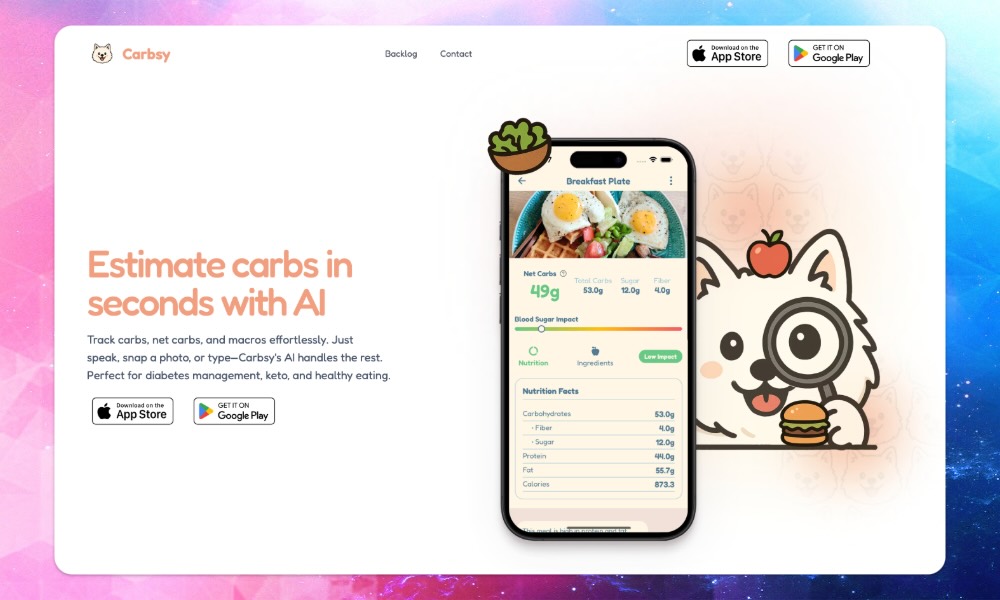 Carbsy
Backlog
Contact
Download on the
App Store
GET IT ON
Google Play
Estimate carbs in
seconds with AI
Track carbs, net carbs, and macros effortlessly. Just
speak, snap a photo, or type—Carbsy's AI handles the rest.
Perfect for diabetes management, keto, and healthy eating.
Download on the
App Store
GET IT ON
Google Play
Breakfast Plate
Net Carbs ?
49g
Total Carbs
53.0g
Sugar
12.0g
Fiber
4.0g
Blood Sugar Impact
Nutrition
Ingredients
Low Impact
Nutrition Facts
Carbohydrates 53.0g
· Fiber 4.0g
· Sugar 12.0g
Protein 44.0g
Fat 55.7g
Calories 873.3
This meal is high in protein and fat